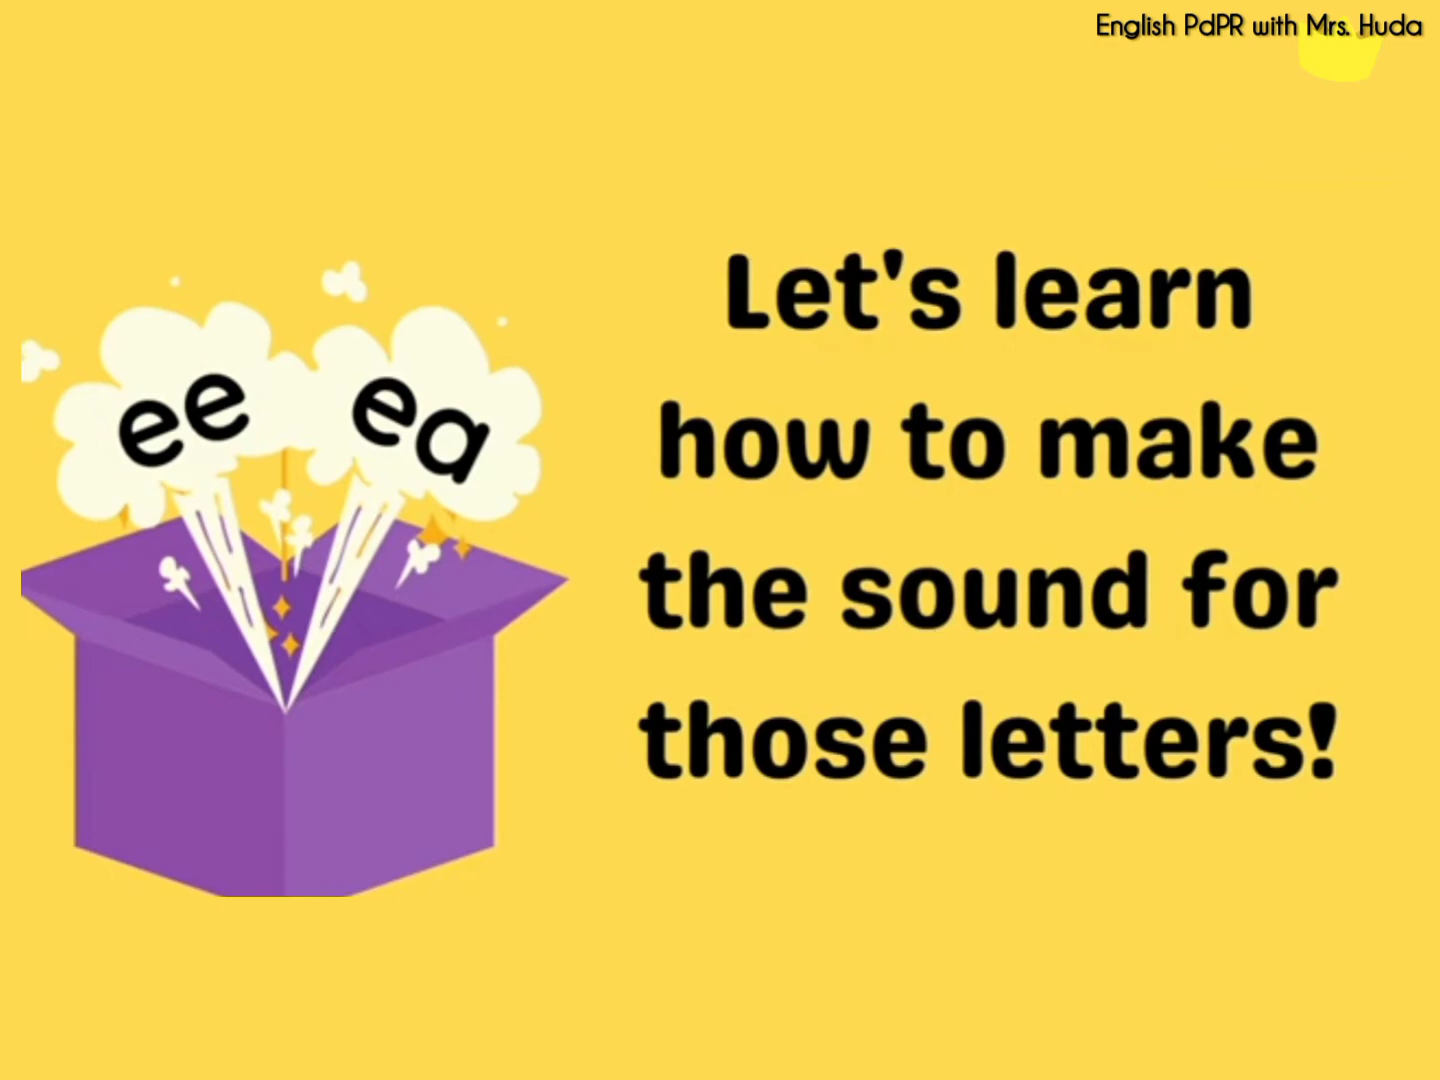 English PdPR with Mrs. Huda
ee ea
Let's learn
how to make
the sound for
those letters!